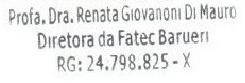 Profa. Dra. Renata Giovanoni Di Mauro
Diretora da Fatec Barueri
RG: 24.798.825 - X